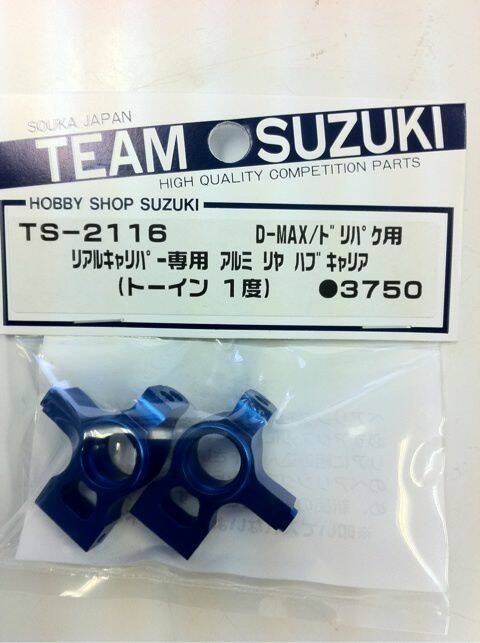 SOUKA JAPAN
TEAM SUZUKI
HIGH QUALITY COMPETITION PARTS
HOBBY SHOP SUZUKI
TS-2116 D-MAX/ドリパケ用
リアルキャリパー専用 アルミ リヤ ハブキャリア
(トーイン 1度) ●3750